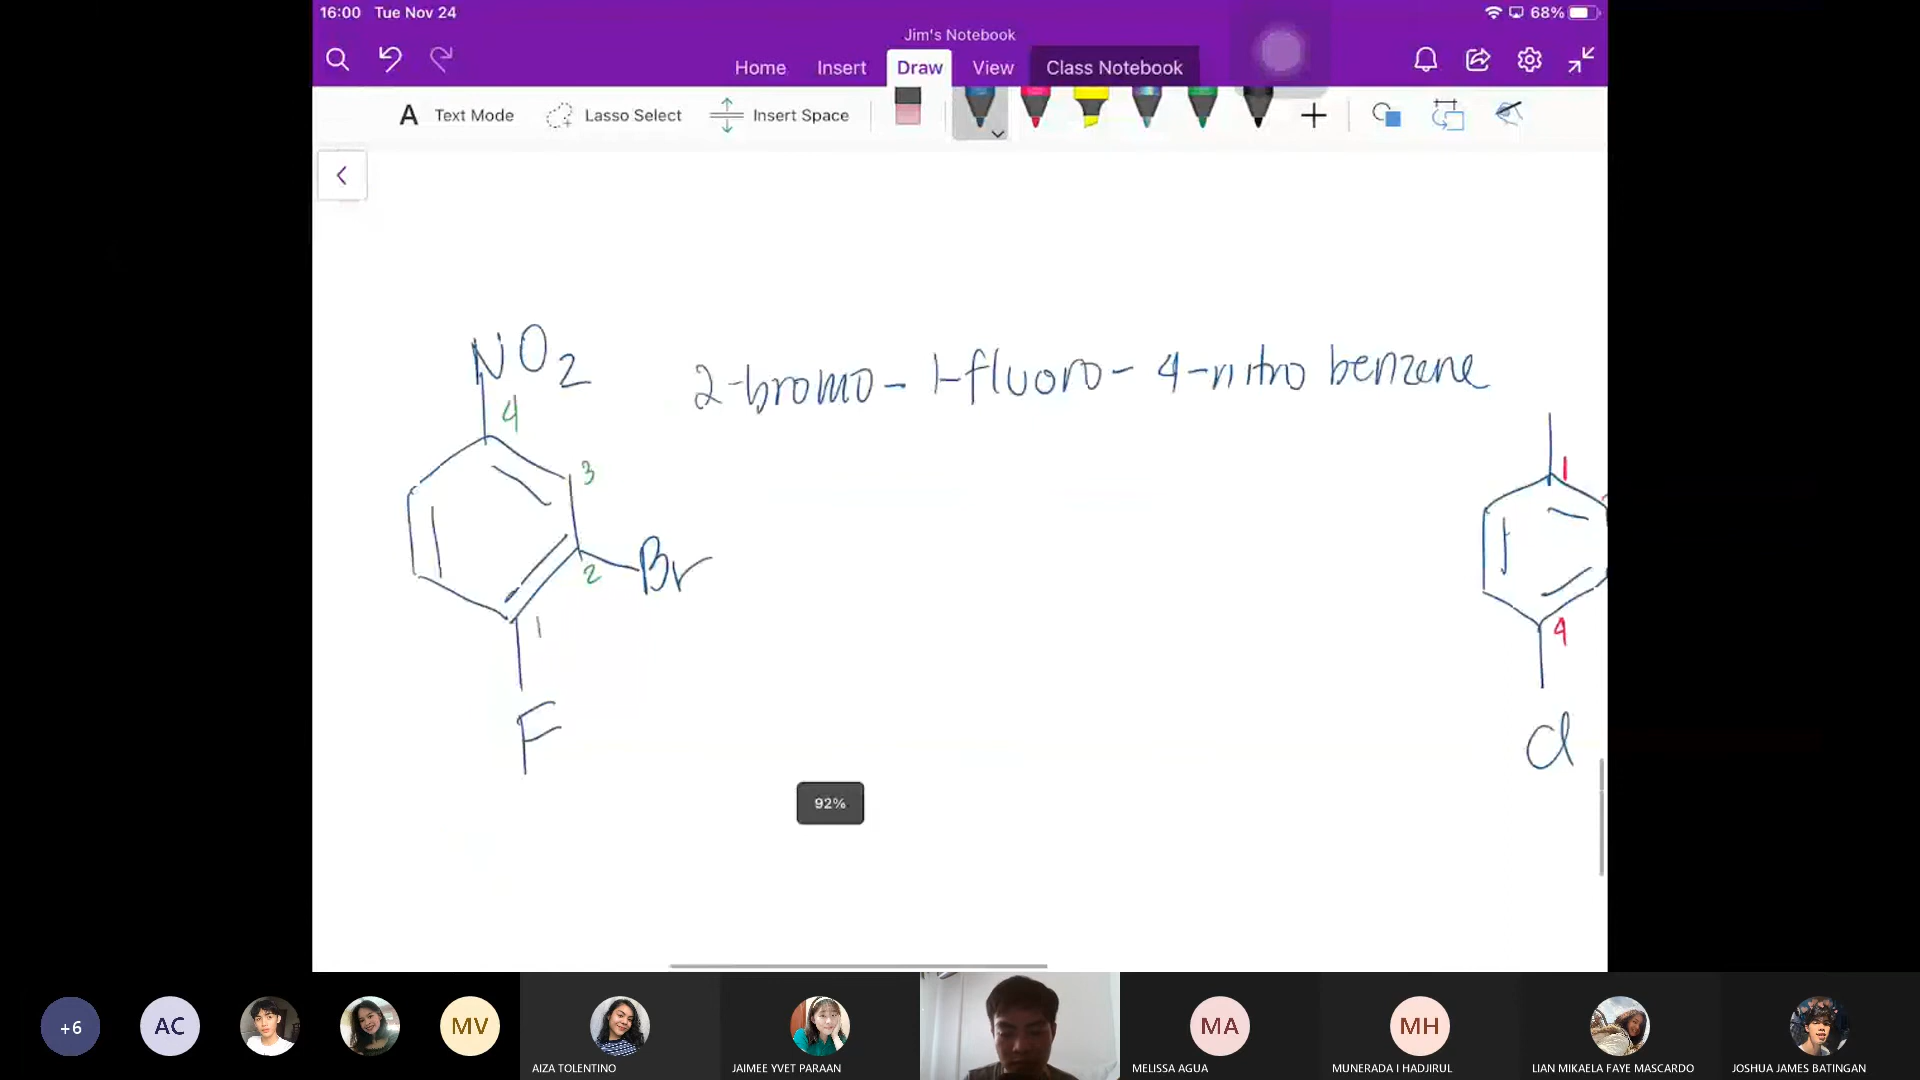 16:00 Tue Nov 24
68%
Jim's Notebook
Home Insert Draw View Class Notebook
A Text Mode Lasso Select Insert Space
NO2
2-bromo-1-fluoro-4-nitro benzene
4
3
2
Br
1
F
1
4
Cl
92%
+6 AC MV MA MH
AIZA TOLENTINO JAIMEE YVET PARAAN MELISSA AGUA MUNERADA I HADJIRUL LIAN MIKAELA FAYE MASCARDO JOSHUA JAMES BATINGAN